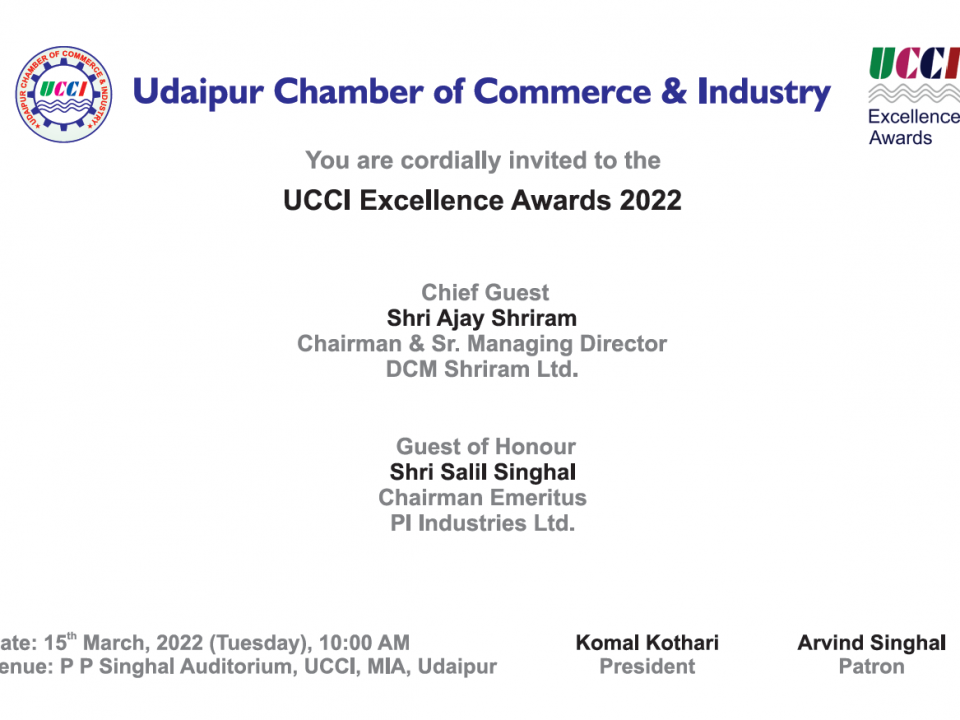 UDAIPUR CHAMBER OF COMMERCE & INDUSTRY
UCCI
Udaipur Chamber of Commerce & Industry
UCCI
Excellence
Awards
You are cordially invited to the
UCCI Excellence Awards 2022
Chief Guest
Shri Ajay Shriram
Chairman & Sr. Managing Director
DCM Shriram Ltd.
Guest of Honour
Shri Salil Singhal
Chairman Emeritus
PI Industries Ltd.
ate: 15th March, 2022 (Tuesday), 10:00 AM
enue: P P Singhal Auditorium, UCCI, MIA, Udaipur
Komal Kothari
President
Arvind Singhal
Patron